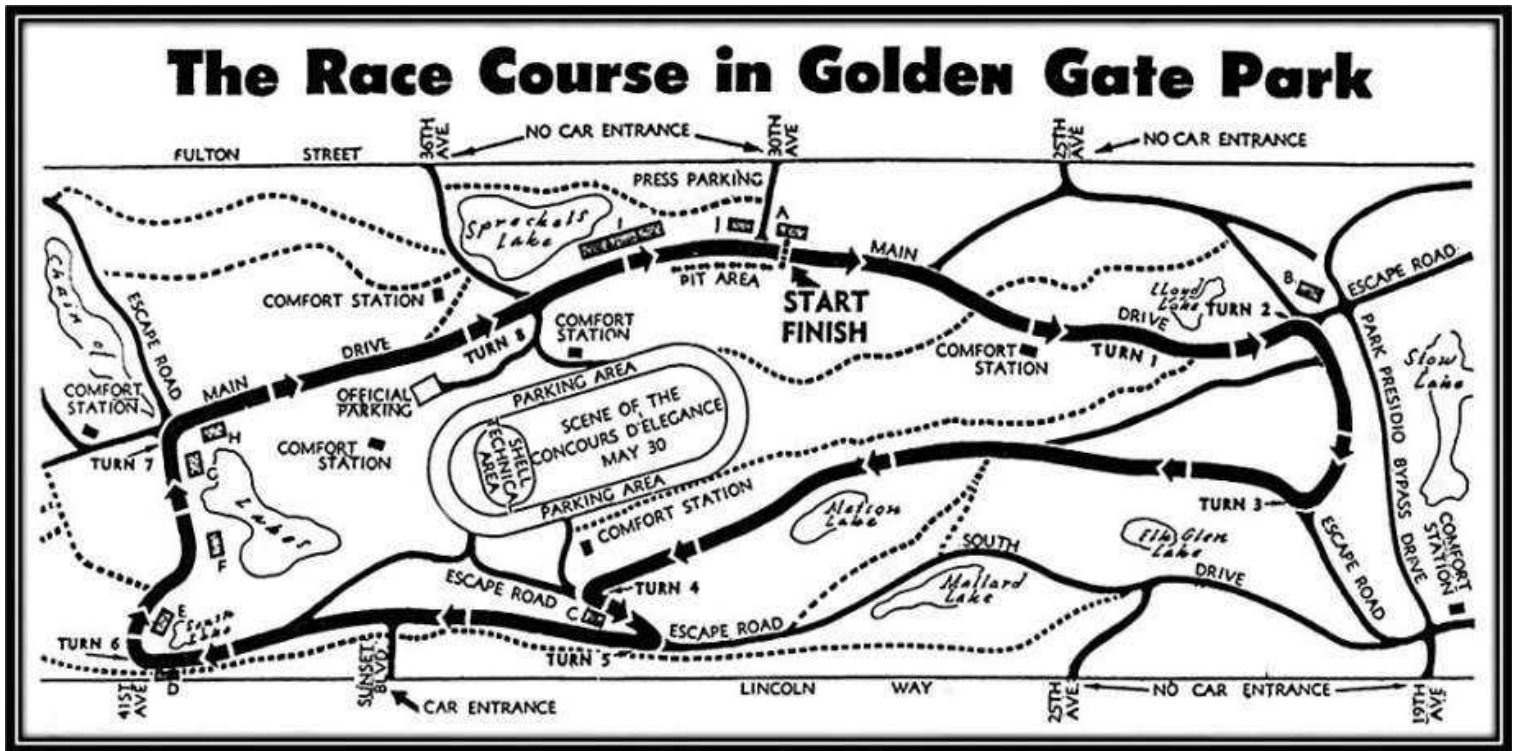 The Race Course in Golden Gate Park
FULTON STREET
36TH AVE.
NO CAR ENTRANCE
30TH AVE
25TH AVE
NO CAR ENTRANCE
PRESS PARKING
Spreckels Lake
I
J
A
MAIN
PIT AREA
START FINISH
Chain of
ESCAPE ROAD
COMFORT STATION
COMFORT STATION
DRIVE
TURN 8
COMFORT STATION
Lloyd Lake
TURN 2
B
ESCAPE ROAD
DRIVE
TURN 1
COMFORT STATION
PARK PRESIDIO BYPASS DRIVE
Stow Lake
MAIN
OFFICIAL PARKING
PARKING AREA
SCENE OF THE
CONCOURS D'ELEGANCE
MAY 30
SHELL TECHNICAL AREA
PARKING AREA
COMFORT STATION
H
TURN 7
COMFORT STATION
G
Lakes
F
TURN 3
Metson Lake
Elk Glen Lake
ESCAPE ROAD
COMFORT STATION
SOUTH
DRIVE
Mallard Lake
ESCAPE ROAD
TURN 4
C
ESCAPE ROAD
TURN 5
E
South Lake
TURN 6
D
41ST AVE
SUNSET BLVD.
CAR ENTRANCE
LINCOLN WAY
25TH AVE
NO CAR ENTRANCE
19TH AVE